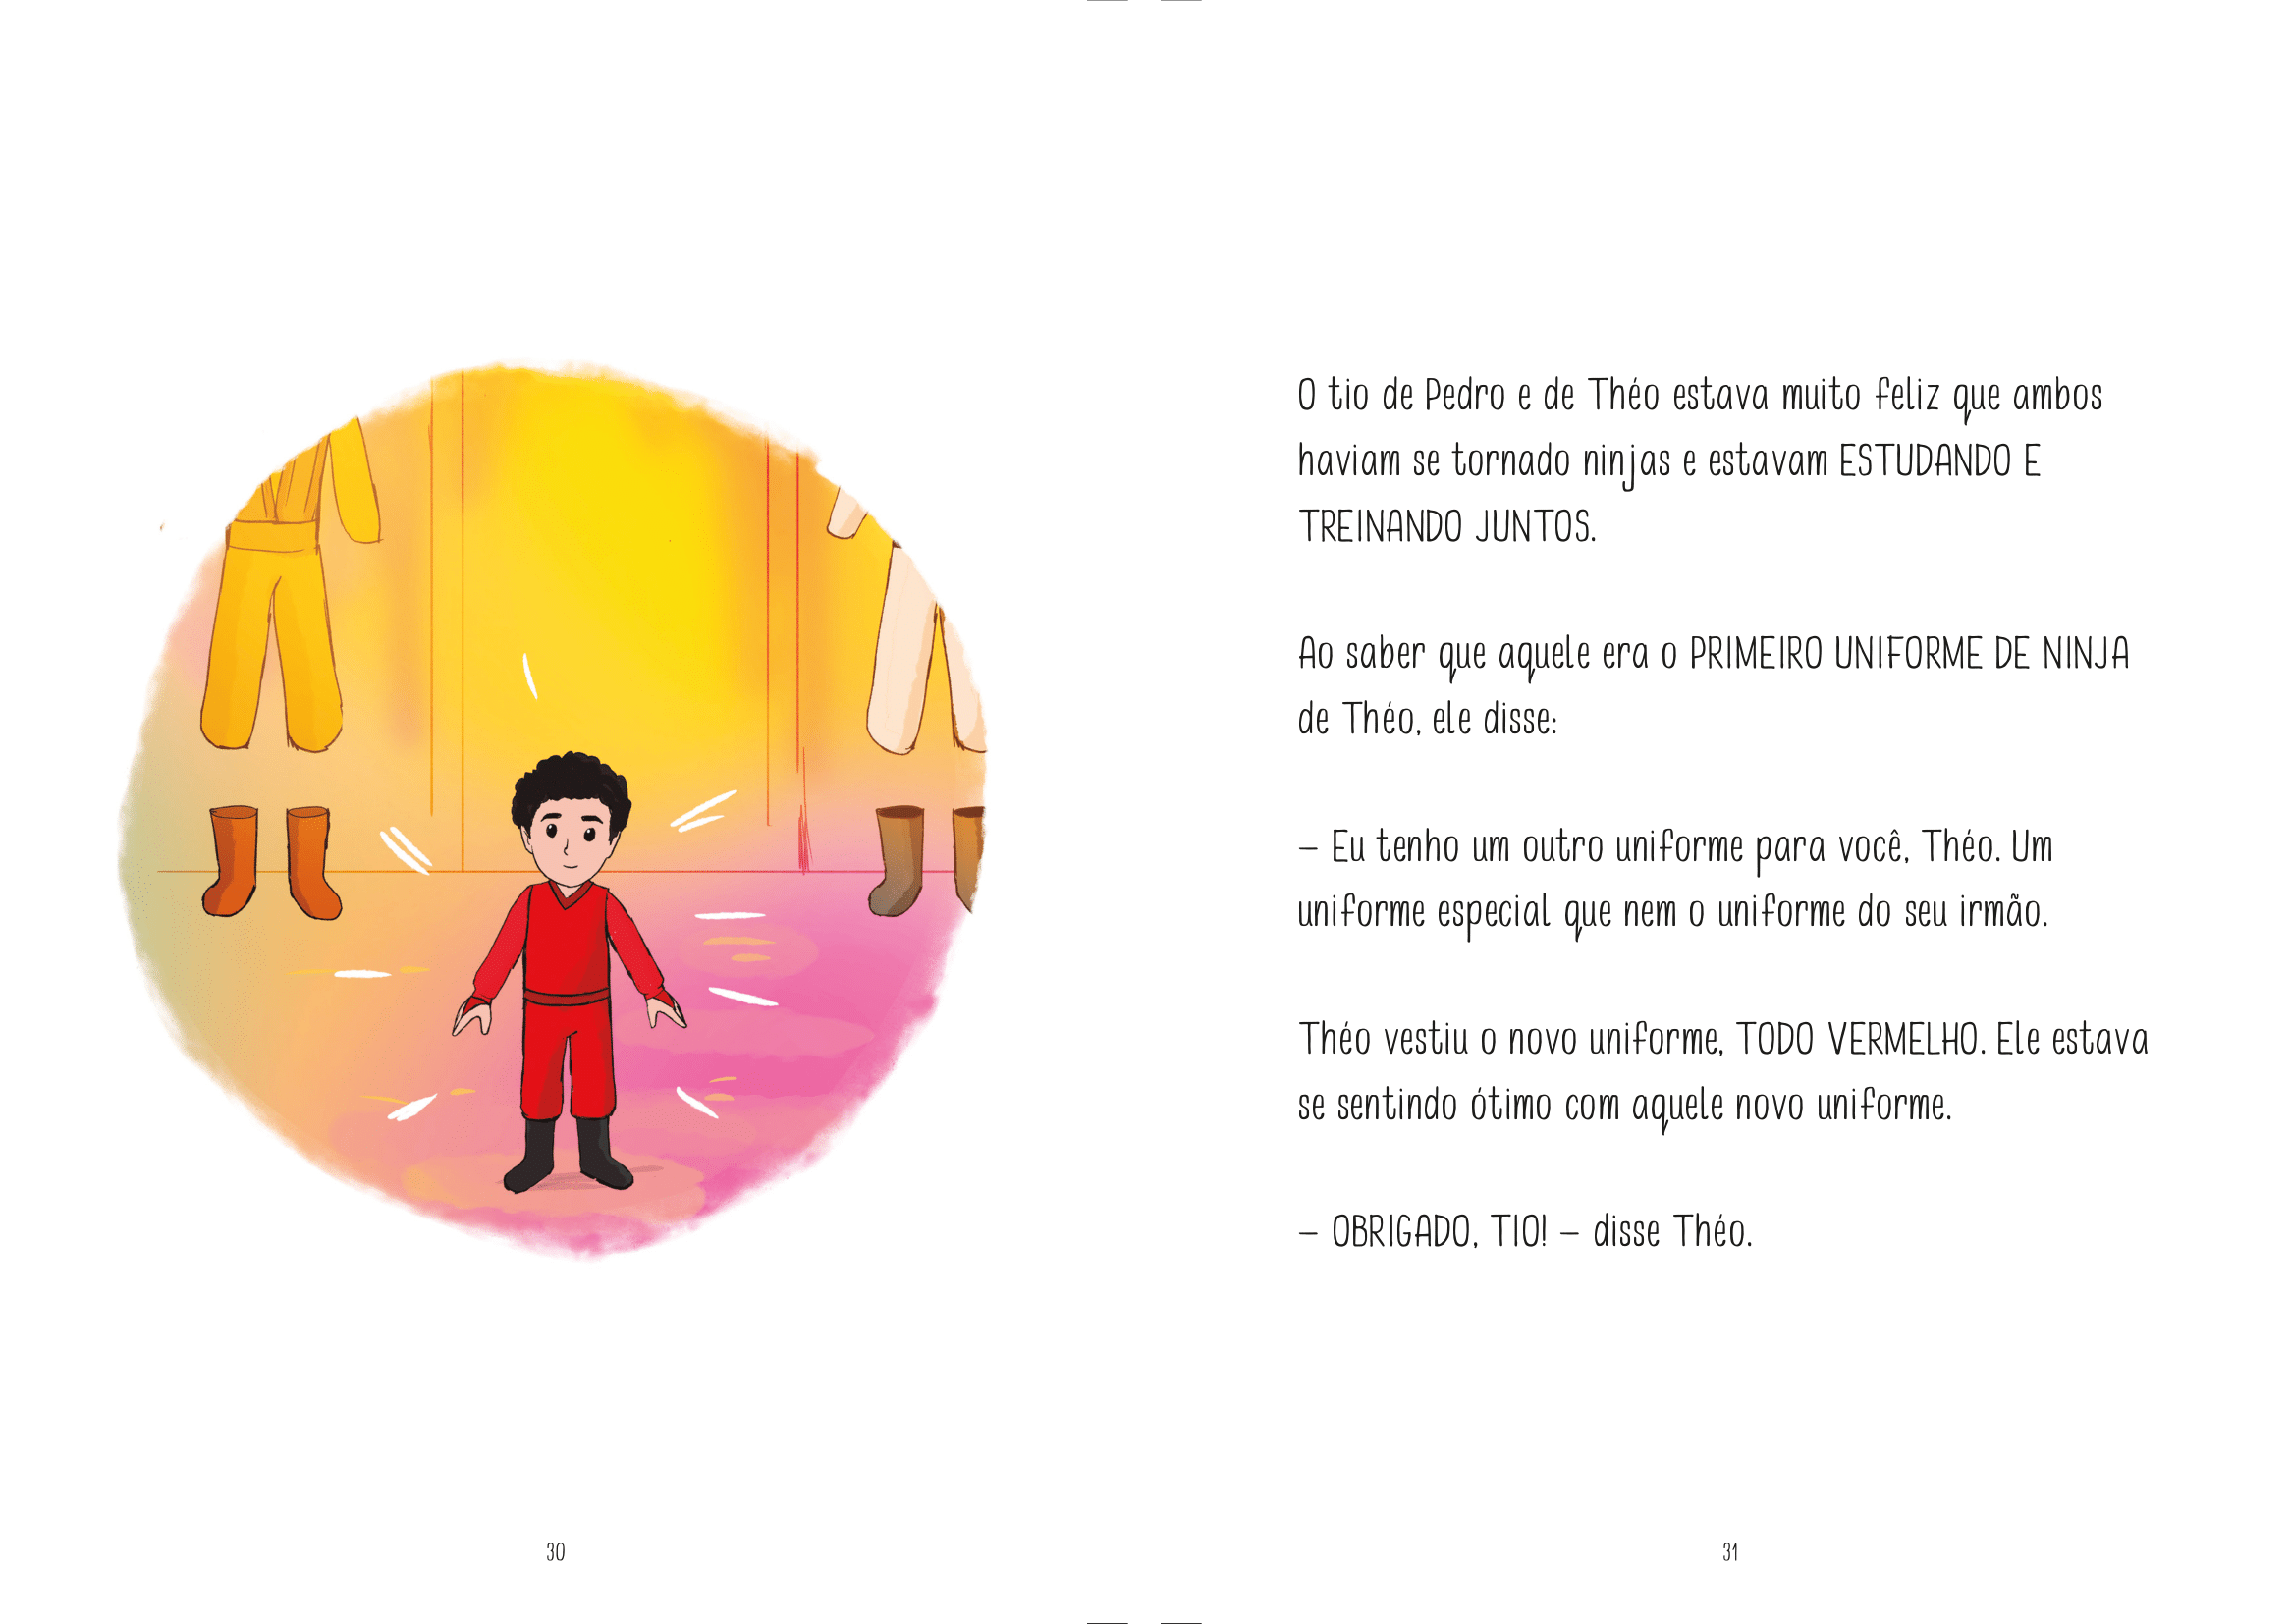 O tio de Pedro e de Théo estava muito feliz que ambos
haviam se tornado ninjas e estavam ESTUDANDO E
TREINANDO JUNTOS.
Ao saber que aquele era o PRIMEIRO UNIFORME DE NINJA
de Théo, ele disse:
– Eu tenho um outro uniforme para você, Théo. Um
uniforme especial que nem o uniforme do seu irmão.
Théo vestiu o novo uniforme, TODO VERMELHO. Ele estava
se sentindo ótimo com aquele novo uniforme.
– OBRIGADO, TIO! – disse Théo.
30
31